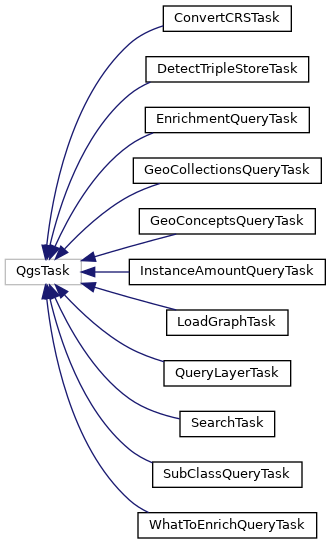 ConvertCRSTask
DetectTripleStoreTask
EnrichmentQueryTask
GeoCollectionsQueryTask
GeoConceptsQueryTask
QgsTask
InstanceAmountQueryTask
LoadGraphTask
QueryLayerTask
SearchTask
SubClassQueryTask
WhatToEnrichQueryTask